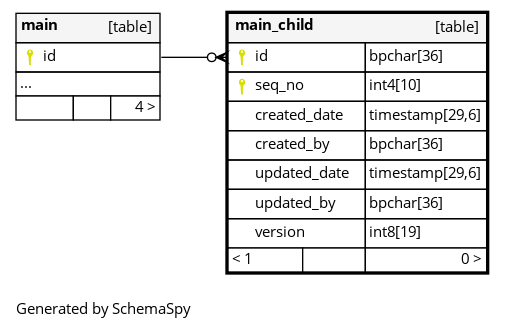 main [table]
id
...
4 >
main_child [table]
id bpchar[36]
seq_no int4[10]
created_date timestamp[29,6]
created_by bpchar[36]
updated_date timestamp[29,6]
updated_by bpchar[36]
version int8[19]
< 1 0 >
Generated by SchemaSpy